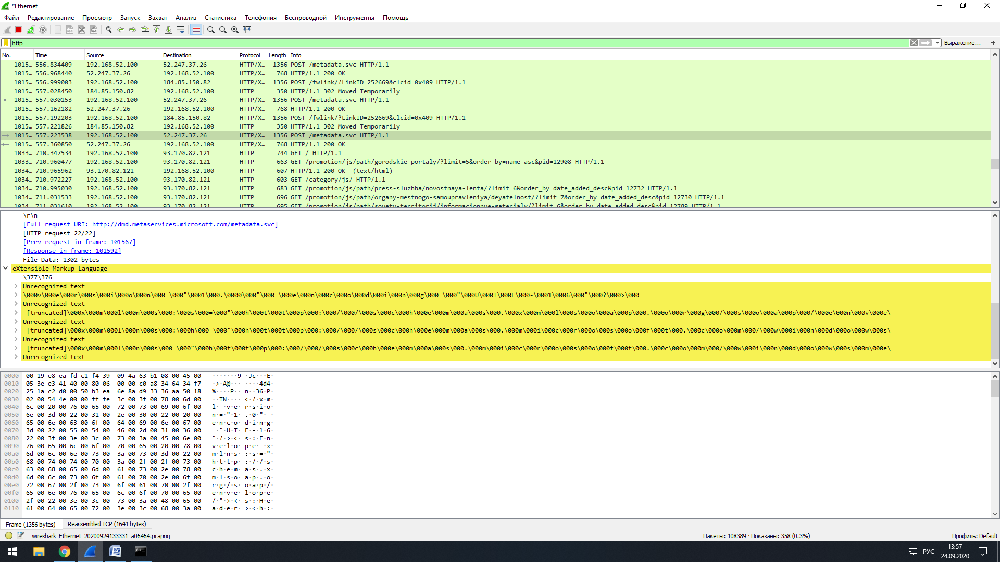 *Ethernet
Файл Редактирование Просмотр Запуск Захват Анализ Статистика Телефония Беспроводной Инструменты Помощь
http Выражение… +
No. Time Source Destination Protocol Length Info
1015… 556.834409 192.168.52.100 52.247.37.26 HTTP/X… 1356 POST /metadata.svc HTTP/1.1
1015… 556.968440 52.247.37.26 192.168.52.100 HTTP/X… 768 HTTP/1.1 200 OK
1015… 556.999003 192.168.52.100 184.85.150.82 HTTP/X… 1356 POST /fwlink/?LinkID=252669&clcid=0x409 HTTP/1.1
1015… 557.028450 184.85.150.82 192.168.52.100 HTTP 350 HTTP/1.1 302 Moved Temporarily
1015… 557.030153 192.168.52.100 52.247.37.26 HTTP/X… 1356 POST /metadata.svc HTTP/1.1
1015… 557.162182 52.247.37.26 192.168.52.100 HTTP/X… 768 HTTP/1.1 200 OK
1015… 557.192203 192.168.52.100 184.85.150.82 HTTP/X… 1356 POST /fwlink/?LinkID=252669&clcid=0x409 HTTP/1.1
1015… 557.221826 184.85.150.82 192.168.52.100 HTTP 350 HTTP/1.1 302 Moved Temporarily
1015… 557.223538 192.168.52.100 52.247.37.26 HTTP/X… 1356 POST /metadata.svc HTTP/1.1
1015… 557.360850 52.247.37.26 192.168.52.100 HTTP/X… 768 HTTP/1.1 200 OK
1033… 710.347534 192.168.52.100 93.170.82.121 HTTP 744 GET / HTTP/1.1
1033… 710.960477 192.168.52.100 93.170.82.121 HTTP 663 GET /promotion/js/path/gorodskie-portaly/?limit=5&order_by=name_asc&pid=12908 HTTP/1.1
1034… 710.965962 93.170.82.121 192.168.52.100 HTTP 607 HTTP/1.1 200 OK  (text/html)
1034… 710.972227 192.168.52.100 93.170.82.121 HTTP 603 GET /category/js/ HTTP/1.1
1034… 710.995030 192.168.52.100 93.170.82.121 HTTP 683 GET /promotion/js/path/press-sluzhba/novostnaya-lenta/?limit=6&order_by=date_added_desc&pid=12732 HTTP/1.1
1034… 711.031533 192.168.52.100 93.170.82.121 HTTP 696 GET /promotion/js/path/organy-mestnogo-samoupravleniya/deyatelnost/?limit=7&order_by=date_added_desc&pid=12730 HTTP/1.1
1034 711.031610 192.168.52.100 93.170.82.121 HTTP 695 GET /promotion/js/path/sovety-territorij/informacionnye-materialy/?limit=6&order_by=date_added_desc&pid=12789 HTTP/1.1
\r\n
[Full request URI: http://dmd.metaservices.microsoft.com/metadata.svc]
[HTTP request 22/22]
[Prev request in frame: 101567]
[Response in frame: 101592]
File Data: 1302 bytes
eXtensible Markup Language
\377\376
Unrecognized text
\000v\000e\000r\000s\000i\000o\000n\000=\000"\0001\000.\0000\000"\000 \000e\000n\000c\000o\000d\000i\000n\000g\000=\000"\000U\000T\000F\000-\0001\0006\000"\000?\000>\000
Unrecognized text
[truncated]\000x\000m\000l\000n\000s\000:\000s\000=\000"\000h\000t\000t\000p\000:\000/\000/\000s\000c\000h\000e\000m\000a\000s\000.\000x\000m\000l\000s\000o\000a\000p\000.\000o\000r\000g\000/\000s\000o\000a\000p\000/\000e\000n\000v\000e\
Unrecognized text
[truncated]\000x\000m\000l\000n\000s\000:\000h\000=\000"\000h\000t\000t\000p\000:\000/\000/\000s\000c\000h\000e\000m\000a\000s\000.\000m\000i\000c\000r\000o\000s\000o\000f\000t\000.\000c\000o\000m\000/\000w\000i\000n\000d\000o\000w\000s\
Unrecognized text
[truncated]\000x\000m\000l\000n\000s\000=\000"\000h\000t\000t\000p\000:\000/\000/\000s\000c\000h\000e\000m\000a\000s\000.\000m\000i\000c\000r\000o\000s\000o\000f\000t\000.\000c\000o\000m\000/\000w\000i\000n\000d\000o\000w\000s\000m\000e\
Unrecognized text
0000 00 19 e8 ea fd c1 f4 39 09 4a 63 b1 08 00 45 00 ·······9 ·Jc···E·
0010 05 3e e3 41 40 00 80 06 00 00 c0 a8 34 64 34 f7 ·>·A@··· ····4d4·
0020 25 1a c2 d0 00 50 b3 ea 6e 8a d9 33 36 aa 50 18 %····P·· n··36·P·
0030 02 00 54 4e 00 00 ff fe 3c 00 3f 00 78 00 6d 00 ··TN···· <·?·x·m·
0040 6c 00 20 00 76 00 65 00 72 00 73 00 69 00 6f 00 l· ·v·e· r·s·i·o·
0050 6e 00 3d 00 22 00 31 00 2e 00 30 00 22 00 20 00 n·=·"·1· .·0·"· ·
0060 65 00 6e 00 63 00 6f 00 64 00 69 00 6e 00 67 00 e·n·c·o· d·i·n·g·
0070 3d 00 22 00 55 00 54 00 46 00 2d 00 31 00 36 00 =·"·U·T· F·-·1·6·
0080 22 00 3f 00 3e 00 3c 00 73 00 3a 00 45 00 6e 00 "·?·>·<· s·:·E·n·
0090 76 00 65 00 6c 00 6f 00 70 00 65 00 20 00 78 00 v·e·l·o· p·e· ·x·
00a0 6d 00 6c 00 6e 00 73 00 3a 00 73 00 3d 00 22 00 m·l·n·s· :·s·=·"·
00b0 68 00 74 00 74 00 70 00 3a 00 2f 00 2f 00 73 00 h·t·t·p· :·/·/·s·
00c0 63 00 68 00 65 00 6d 00 61 00 73 00 2e 00 78 00 c·h·e·m· a·s·.·x·
00d0 6d 00 6c 00 73 00 6f 00 61 00 70 00 2e 00 6f 00 m·l·s·o· a·p·.·o·
00e0 72 00 67 00 2f 00 73 00 6f 00 61 00 70 00 2f 00 r·g·/·s· o·a·p·/·
00f0 65 00 6e 00 76 00 65 00 6c 00 6f 00 70 00 65 00 e·n·v·e· l·o·p·e·
0100 2f 00 22 00 3e 00 3c 00 73 00 3a 00 48 00 65 00 /·"·>·<· s·:·H·e·
0110 61 00 64 00 65 00 72 00 3e 00 3c 00 68 00 3a 00 a·d·e·r· >·<·h·:·
Frame (1356 bytes) Reassembled TCP (1641 bytes)
wireshark_Ethernet_20200924133331_a06464.pcapng Пакеты: 108389 · Показаны: 358 (0.3%) Профиль: Default
РУС 13:57
24.09.2020